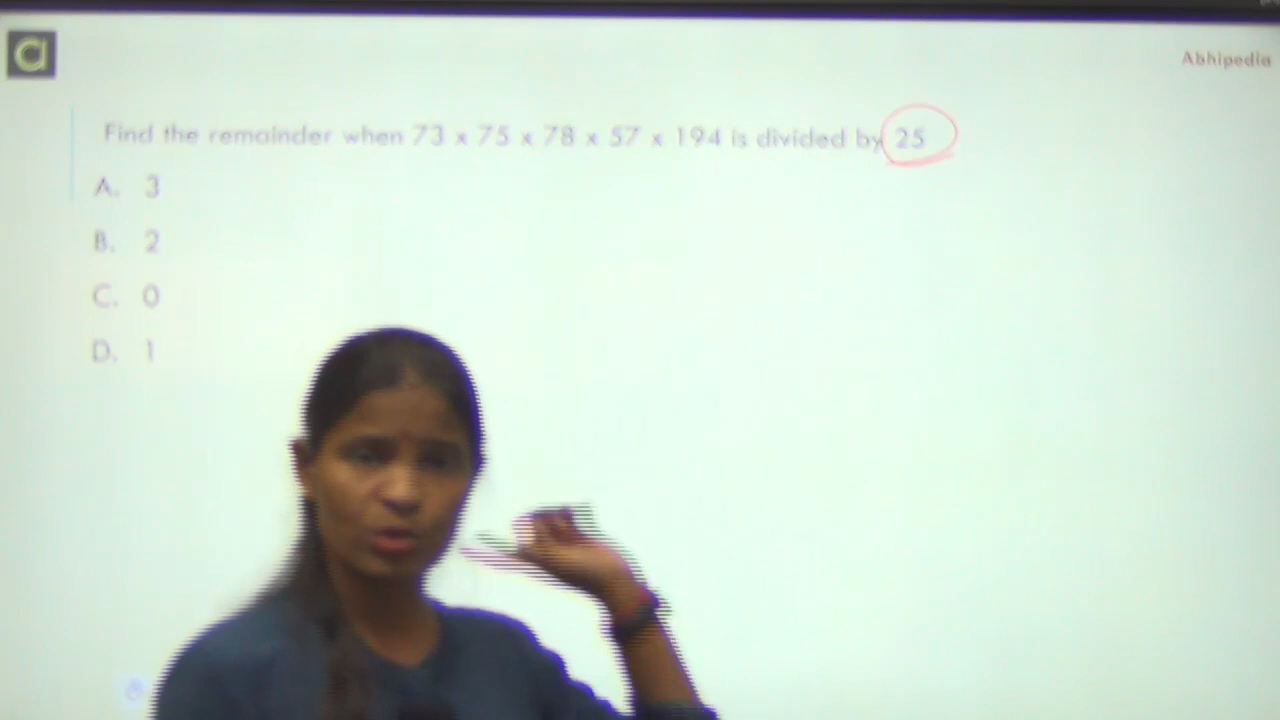 a
Abhipedia
Find the remainder when 73 x 75 x 78 x 57 x 194 is divided by 25
A. 3
B. 2
C. 0
D. 1